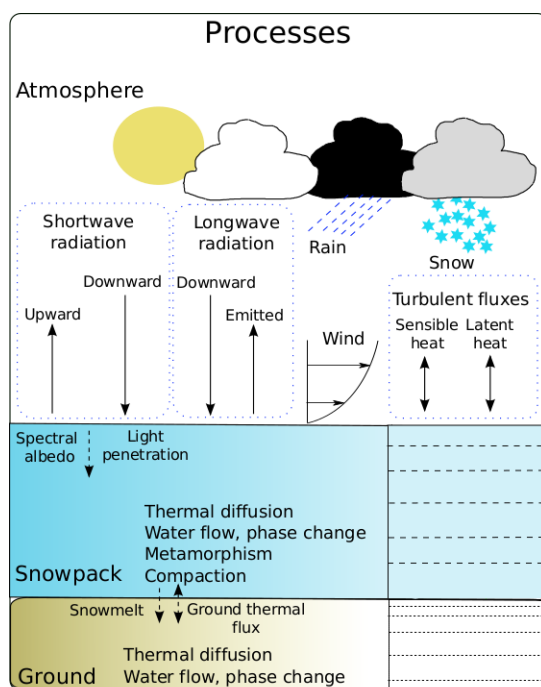 Processes
Atmosphere
Shortwave
radiation
Downward
Upward
Longwave
radiation
Downward
Emitted
Rain
Snow
Wind
Turbulent fluxes
Sensible
heat
Latent
heat
Spectral
albedo
Light
penetration
Thermal diffusion
Water flow, phase change
Metamorphism
Compaction
Snowpack
Snowmelt
Ground thermal
flux
Thermal diffusion
Water flow, phase change
Ground